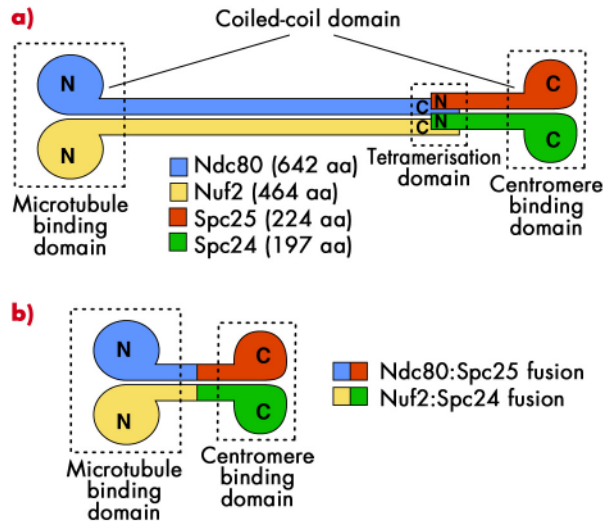 a)
Coiled-coil domain
N
C
N
C
N
C
N
C
Ndc80 (642 aa)
Nuf2 (464 aa)
Spc25 (224 aa)
Spc24 (197 aa)
Tetramerisation
domain
Microtubule
binding
domain
Centromere
binding
domain
b)
N
C
N
C
Ndc80:Spc25 fusion
Nuf2:Spc24 fusion
Microtubule
binding
domain
Centromere
binding
domain